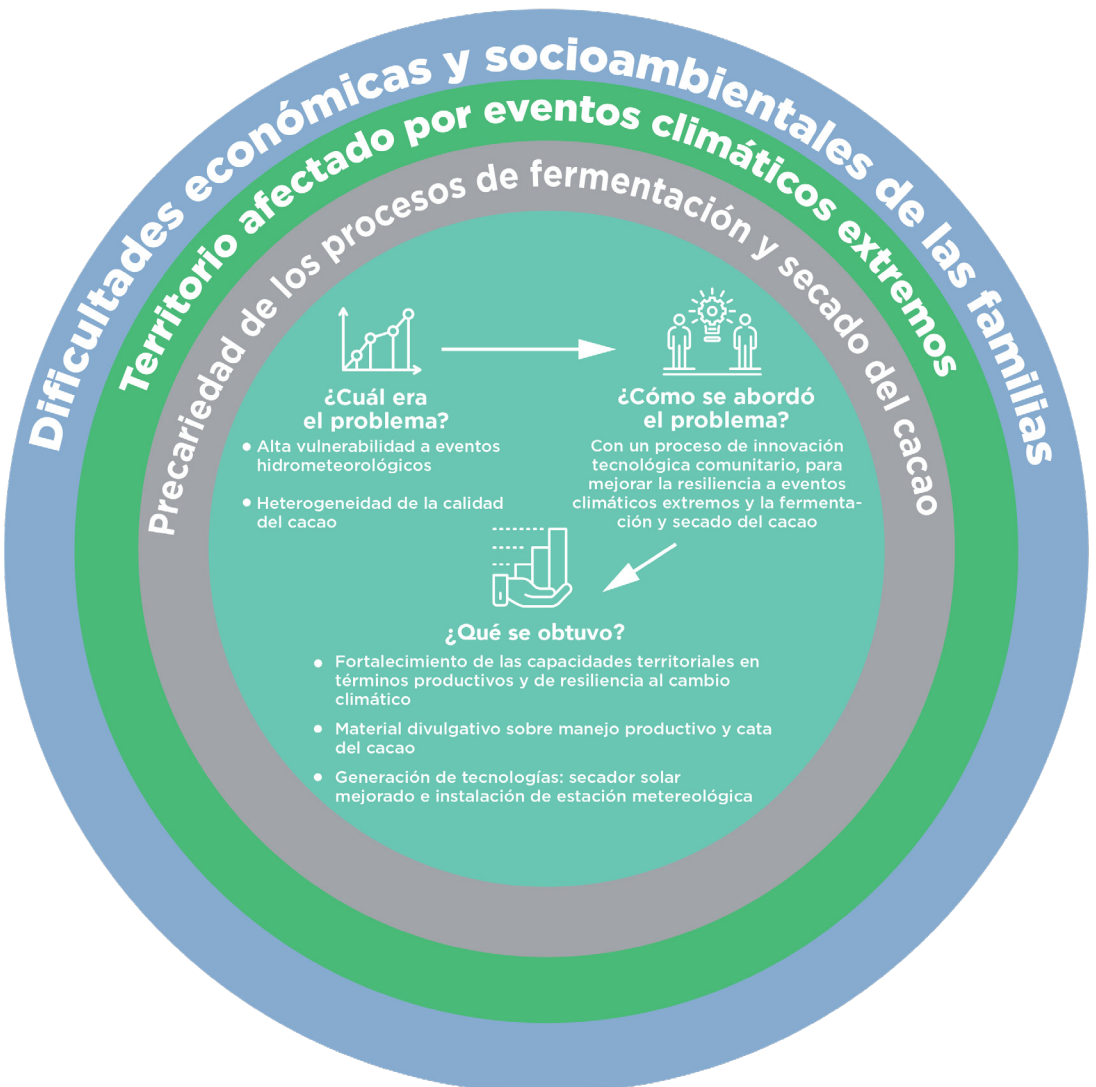 Dificultades económicas y socioambientales de las familias
Territorio afectado por eventos climáticos extremos
Precariedad de los procesos de fermentación y secado del cacao
¿Cuál era
el problema?
● Alta vulnerabilidad a eventos
hidrometeorológicos
● Heterogeneidad de la calidad
del cacao
¿Cómo se abordó
el problema?
Con un proceso de innovación
tecnológica comunitario, para
mejorar la resiliencia a eventos
climáticos extremos y la fermenta-
ción y secado del cacao
¿Qué se obtuvo?
● Fortalecimiento de las capacidades territoriales en
términos productivos y de resiliencia al cambio
climático
● Material divulgativo sobre manejo productivo y cata
del cacao
● Generación de tecnologías: secador solar
mejorado e instalación de estación metereológica